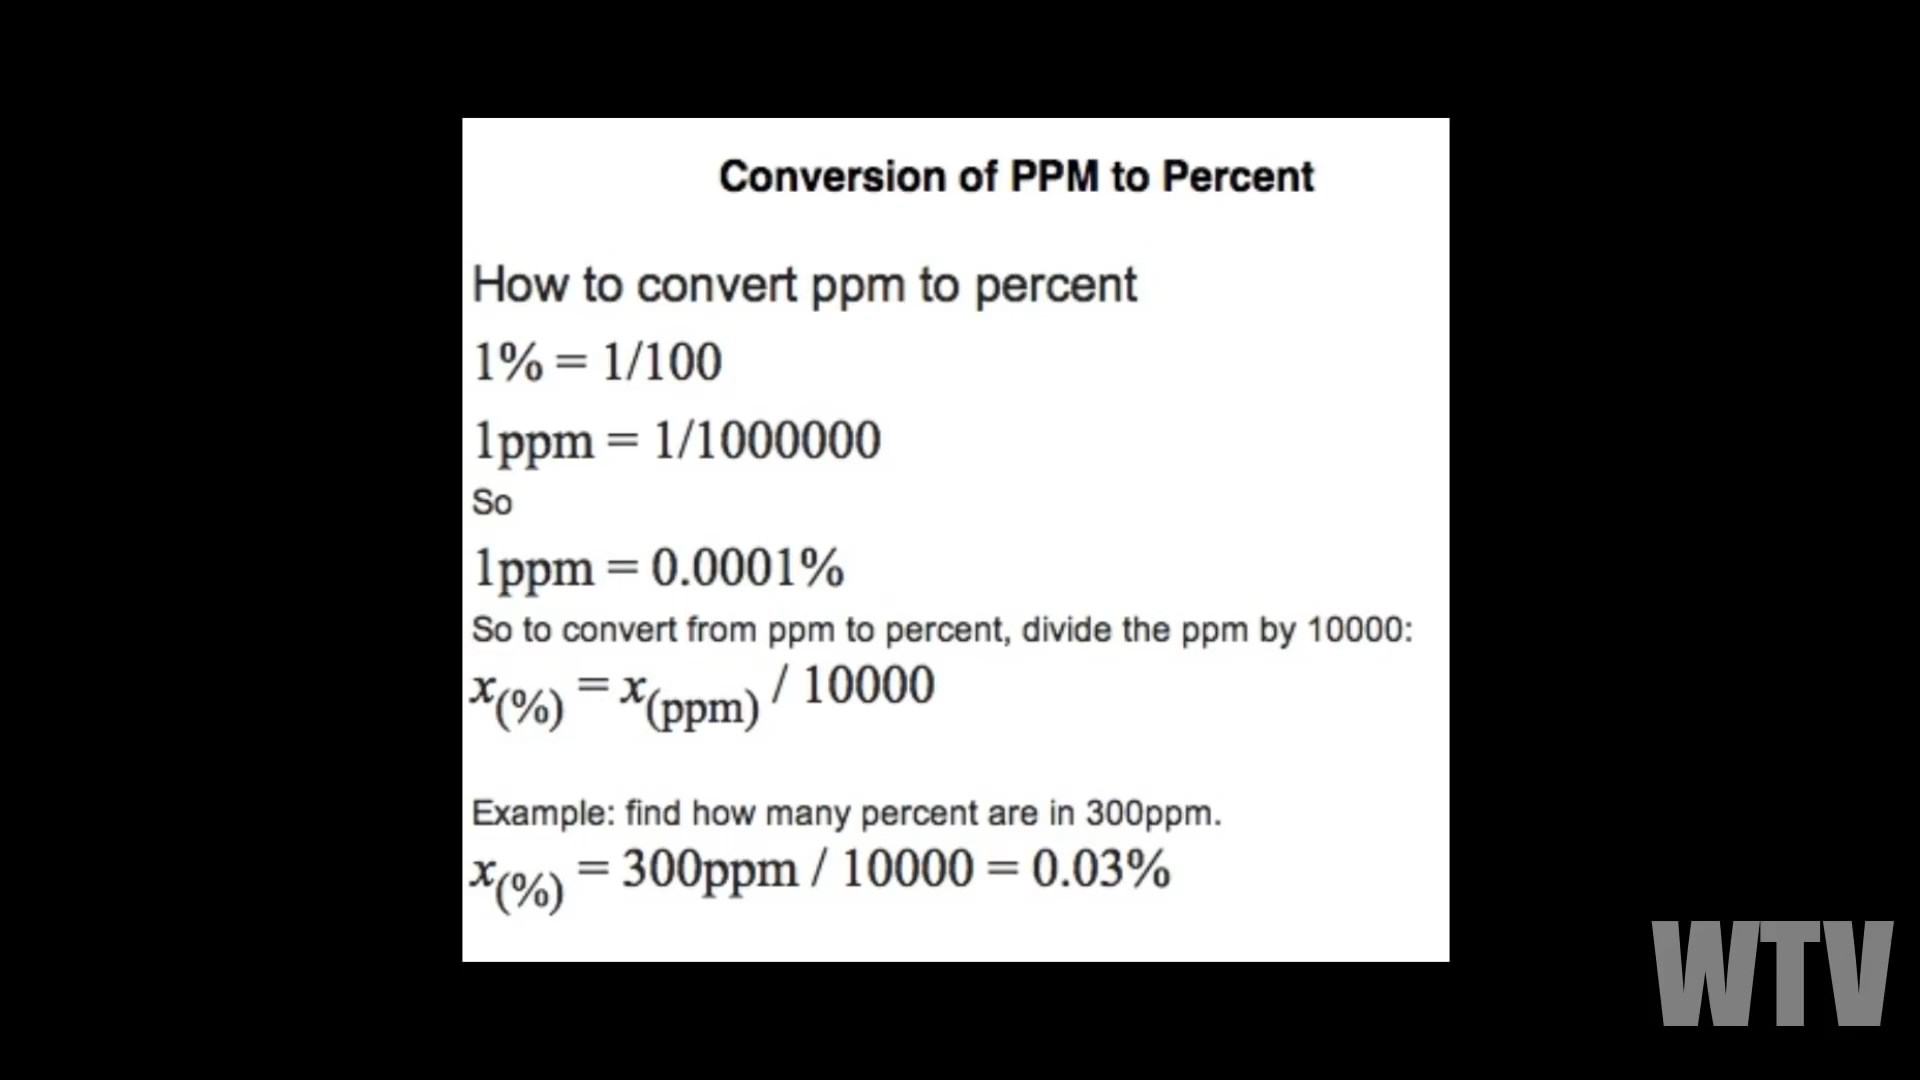 Conversion of PPM to Percent
How to convert ppm to percent
1% = 1/100
1ppm = 1/1000000
So
1ppm = 0.0001%
So to convert from ppm to percent, divide the ppm by 10000:
x(%) = x(ppm) / 10000
Example: find how many percent are in 300ppm.
x(%) = 300ppm / 10000 = 0.03%
WTV